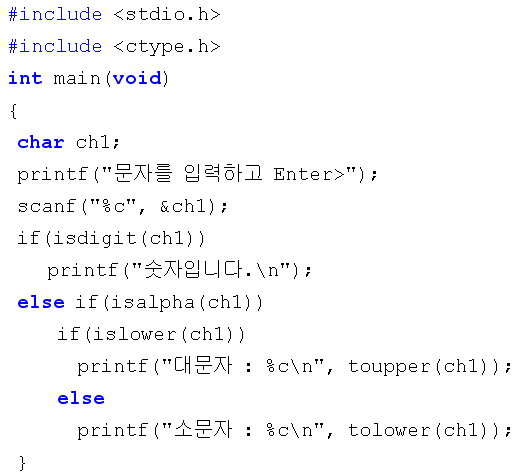 #include <stdio.h>
#include <ctype.h>
int main(void)
{
char ch1;
printf("문자를 입력하고 Enter>");
scanf("%c", &ch1);
if(isdigit(ch1))
printf("숫자입니다.\n");
else if(isalpha(ch1))
if(islower(ch1))
printf("대문자 : %c\n", toupper(ch1));
else
printf("소문자 : %c\n", tolower(ch1));
}